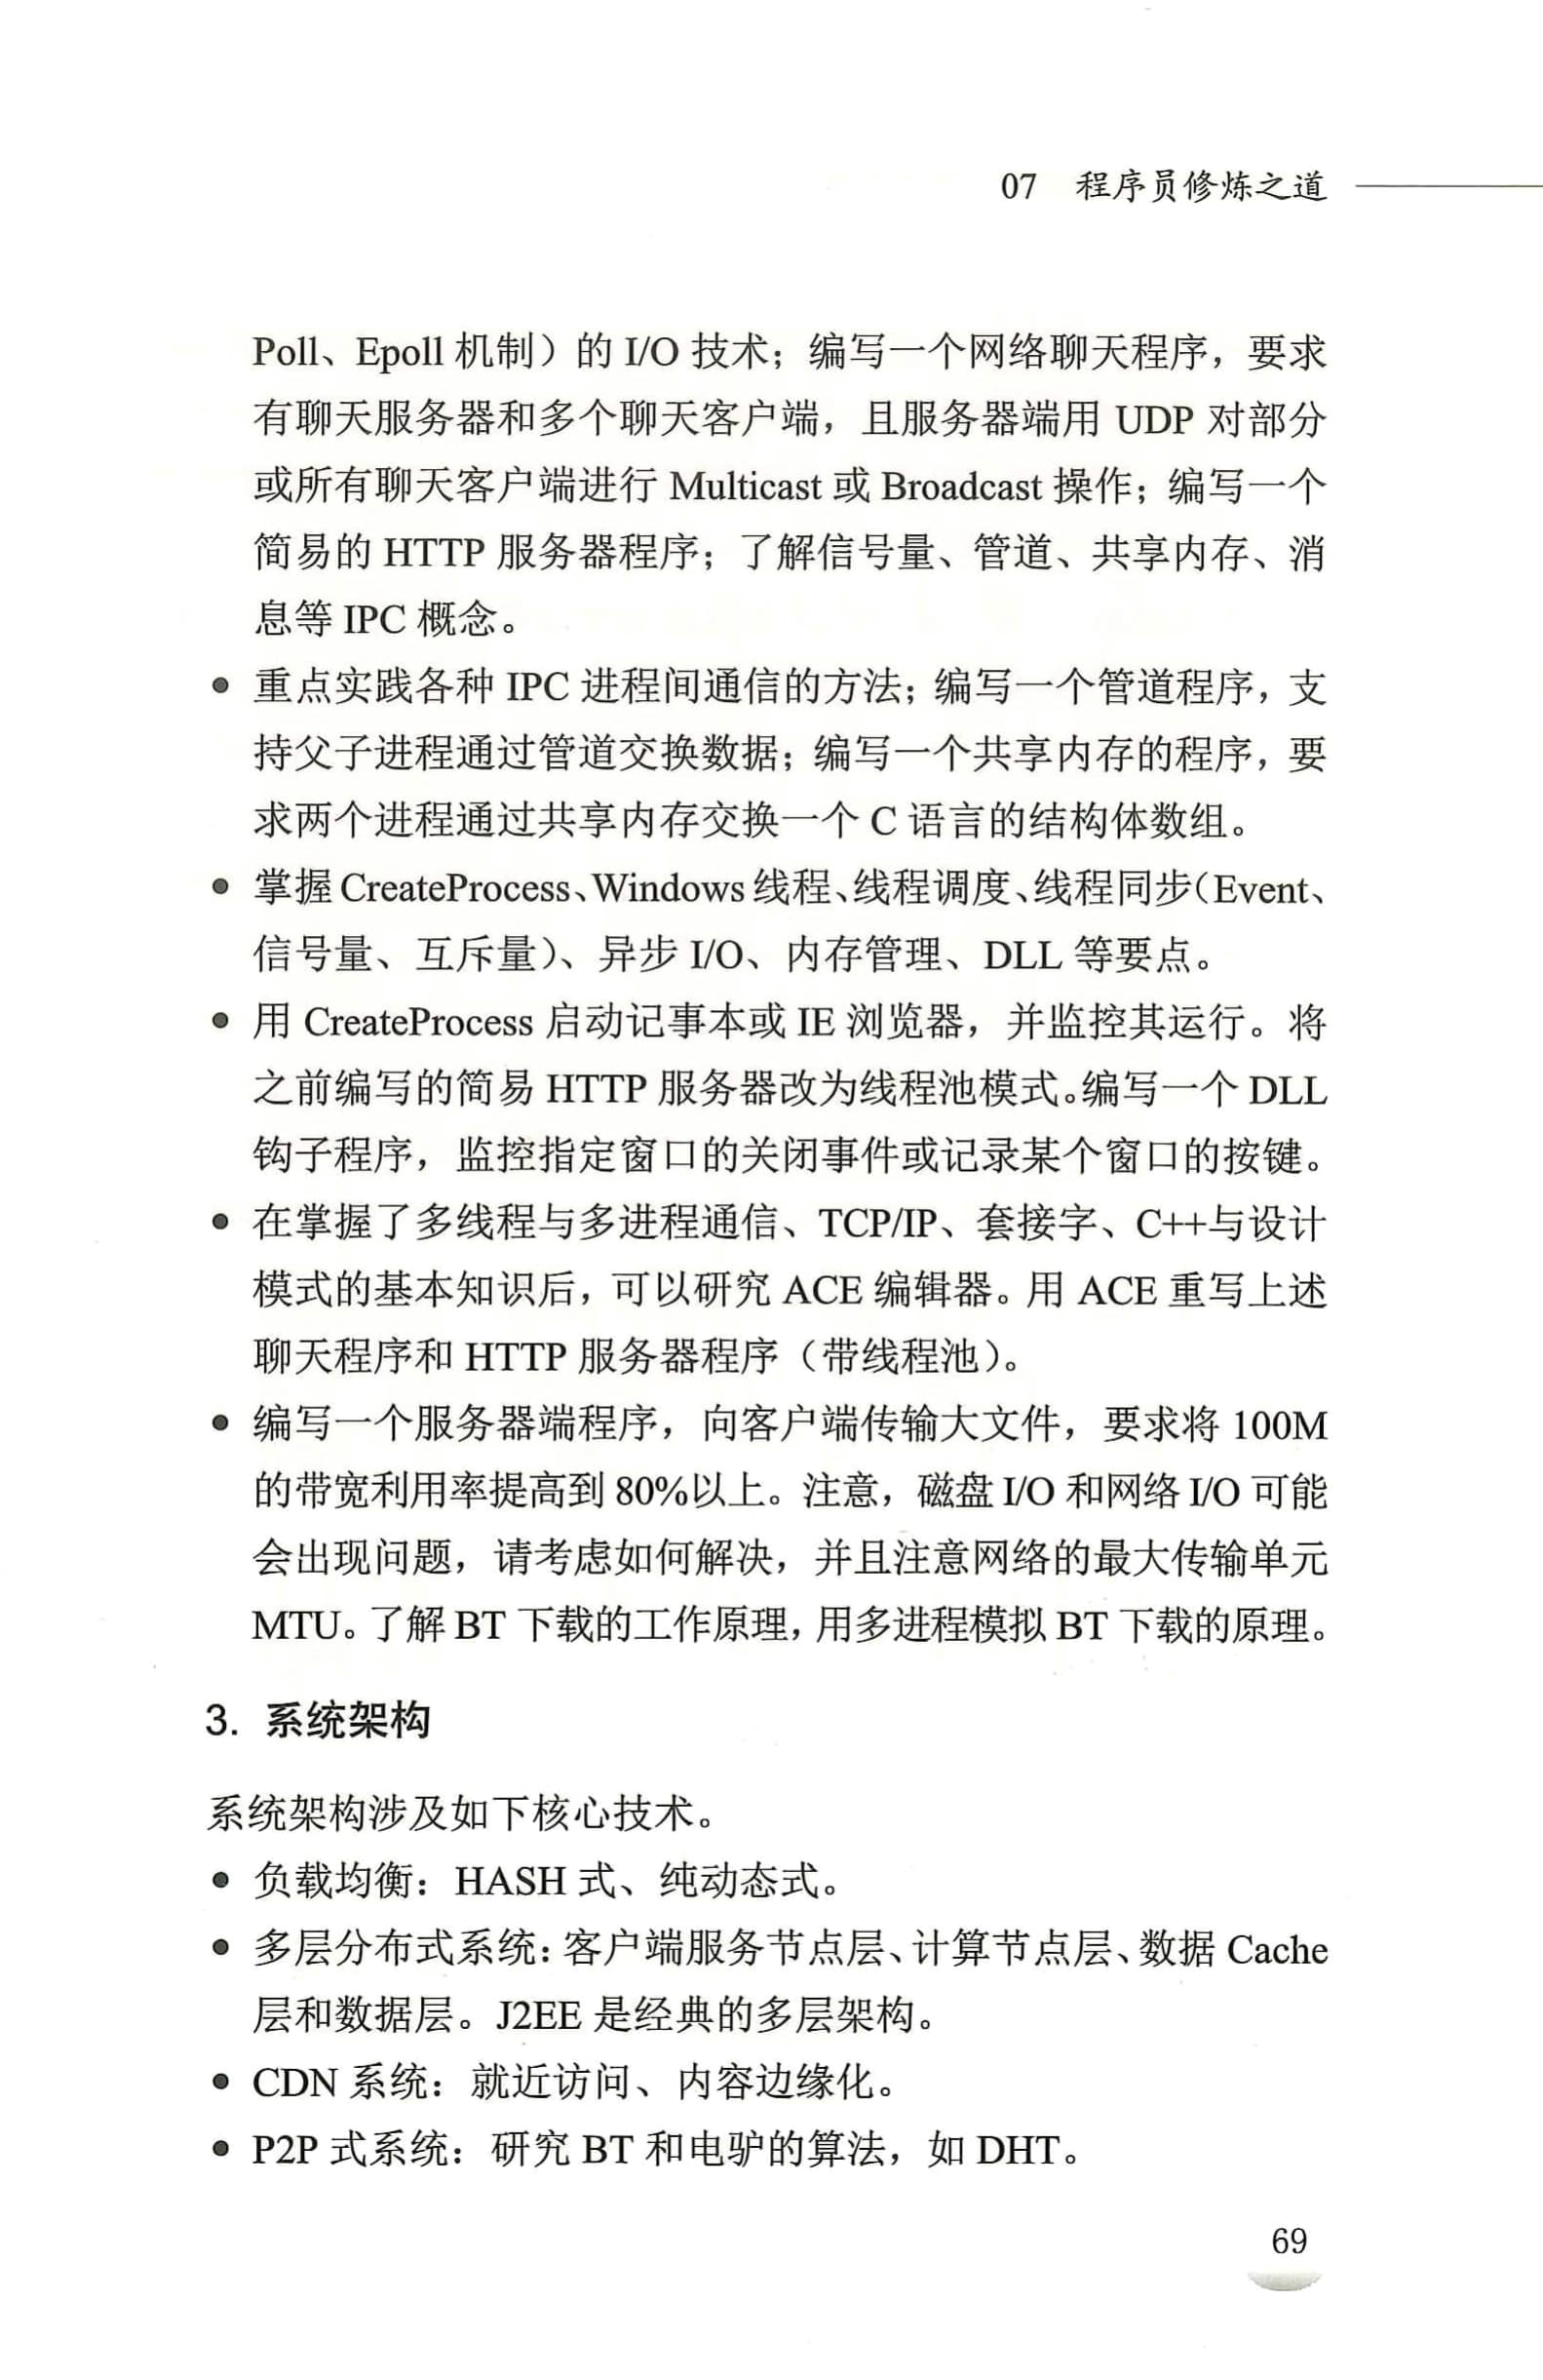 07 程序员修炼之道
Poll、Epoll 机制）的 I/O 技术；编写一个网络聊天程序，要求
有聊天服务器和多个聊天客户端，且服务器端用 UDP 对部分
或所有聊天客户端进行 Multicast 或 Broadcast 操作；编写一个
简易的 HTTP 服务器程序；了解信号量、管道、共享内存、消
息等 IPC 概念。
● 重点实践各种 IPC 进程间通信的方法；编写一个管道程序，支
持父子进程通过管道交换数据；编写一个共享内存的程序，要
求两个进程通过共享内存交换一个 C 语言的结构体数组。
● 掌握 CreateProcess、Windows 线程、线程调度、线程同步（Event、
信号量、互斥量）、异步 I/O、内存管理、DLL 等要点。
● 用 CreateProcess 启动记事本或 IE 浏览器，并监控其运行。将
之前编写的简易 HTTP 服务器改为线程池模式。编写一个 DLL
钩子程序，监控指定窗口的关闭事件或记录某个窗口的按键。
● 在掌握了多线程与多进程通信、TCP/IP、套接字、C++与设计
模式的基本知识后，可以研究 ACE 编辑器。用 ACE 重写上述
聊天程序和 HTTP 服务器程序（带线程池）。
● 编写一个服务器端程序，向客户端传输大文件，要求将 100M
的带宽利用率提高到 80%以上。注意，磁盘 I/O 和网络 I/O 可能
会出现问题，请考虑如何解决，并且注意网络的最大传输单元
MTU。了解 BT 下载的工作原理，用多进程模拟 BT 下载的原理。
3. 系统架构
系统架构涉及如下核心技术。
● 负载均衡：HASH 式、纯动态式。
● 多层分布式系统：客户端服务节点层、计算节点层、数据 Cache
层和数据层。J2EE 是经典的多层架构。
● CDN 系统：就近访问、内容边缘化。
● P2P 式系统：研究 BT 和电驴的算法，如 DHT。
69